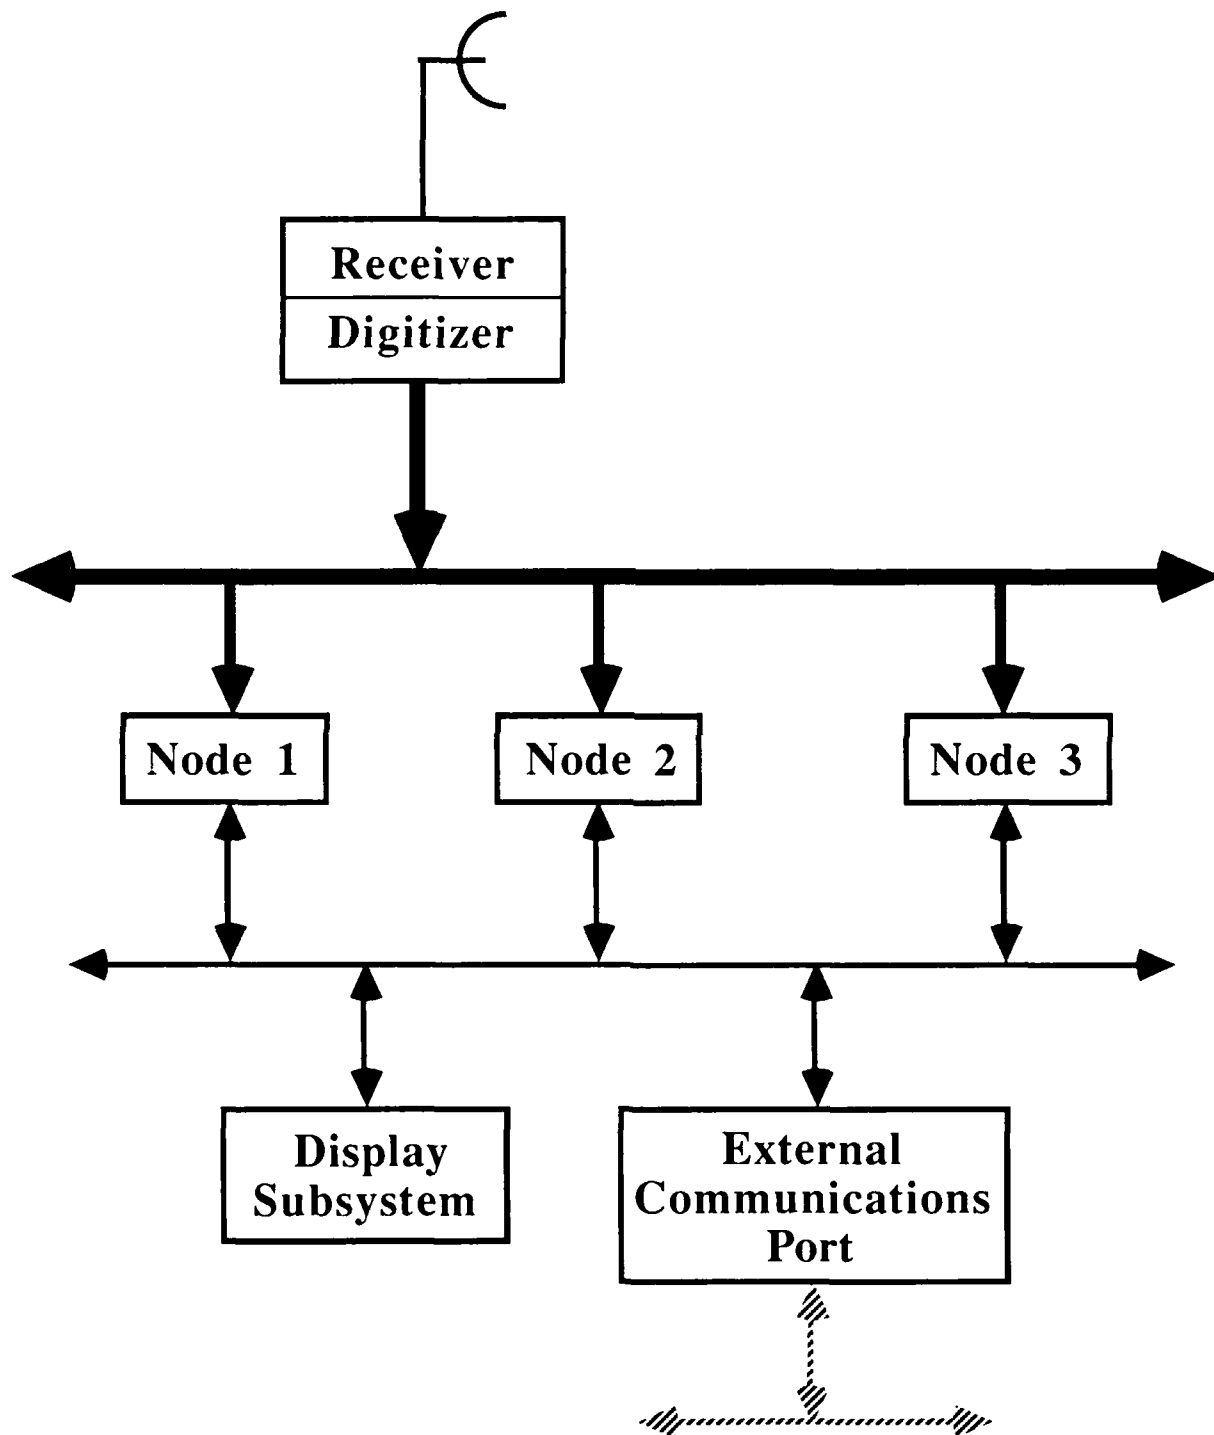 Receiver
Digitizer
Node 1
Node 2
Node 3
Display
Subsystem
External
Communications
Port